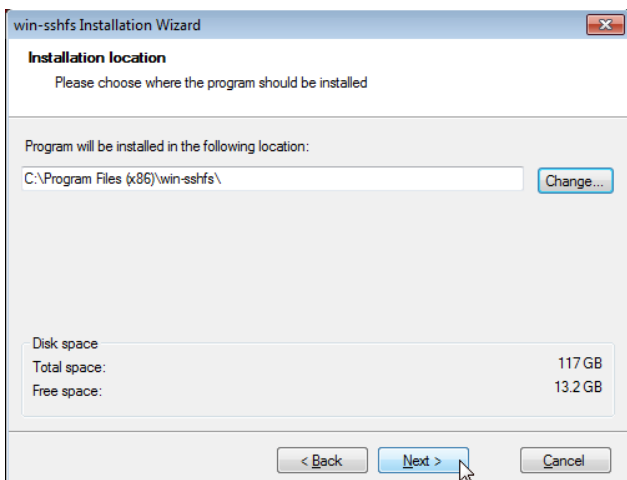 win-sshfs Installation Wizard
Installation location
Please choose where the program should be installed
Program will be installed in the following location:
C:\Program Files (x86)\win-sshfs\
Change...
Disk space
Total space: 117 GB
Free space: 13.2 GB
< Back Next > Cancel